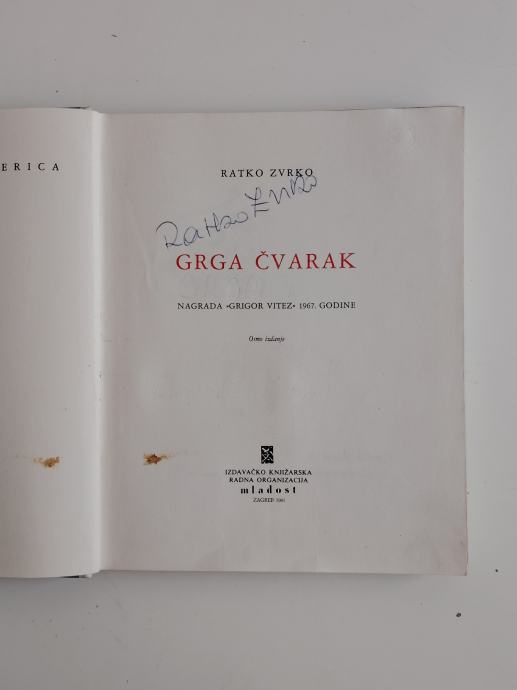 ERICA
RATKO ZVRKO
Ratko Zvrko
GRGA ČVARAK
NAGRADA »GRIGOR VITEZ« 1967. GODINE
Osmo izdanje
IZDAVAČKO KNJIŽARSKA
RADNA ORGANIZACIJA
mladost
ZAGREB